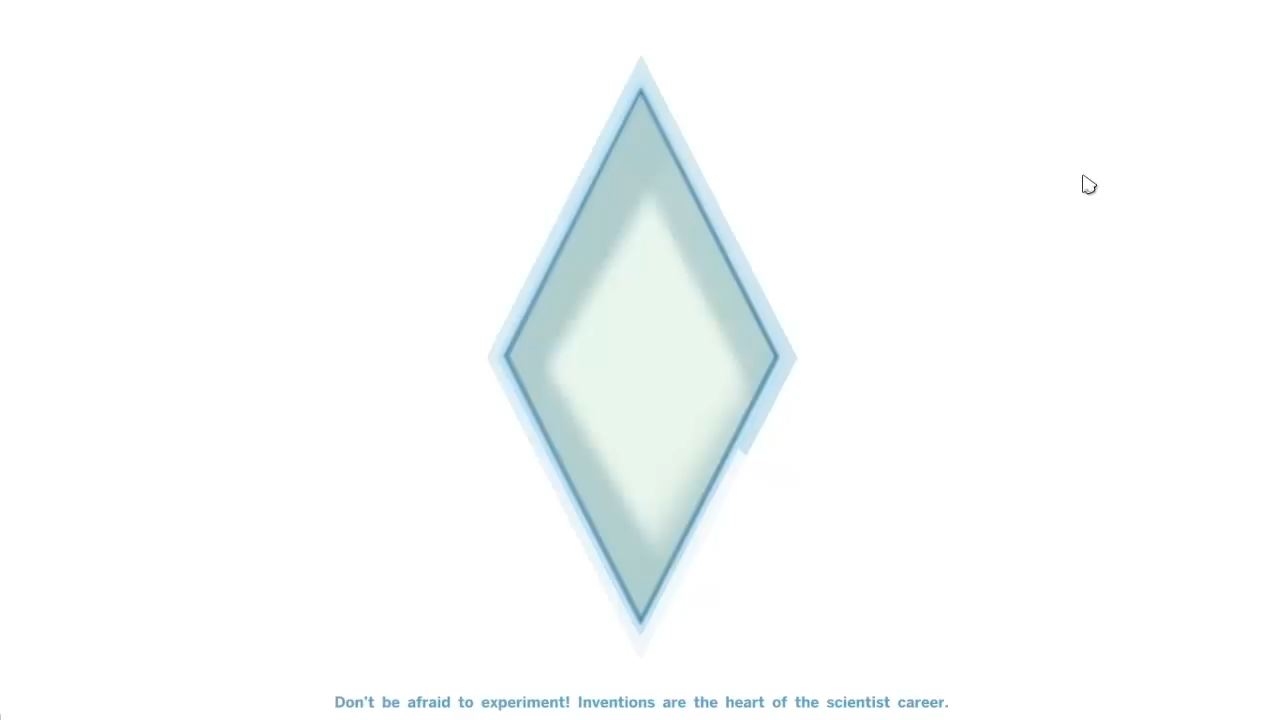 Don't be afraid to experiment! Inventions are the heart of the scientist career.